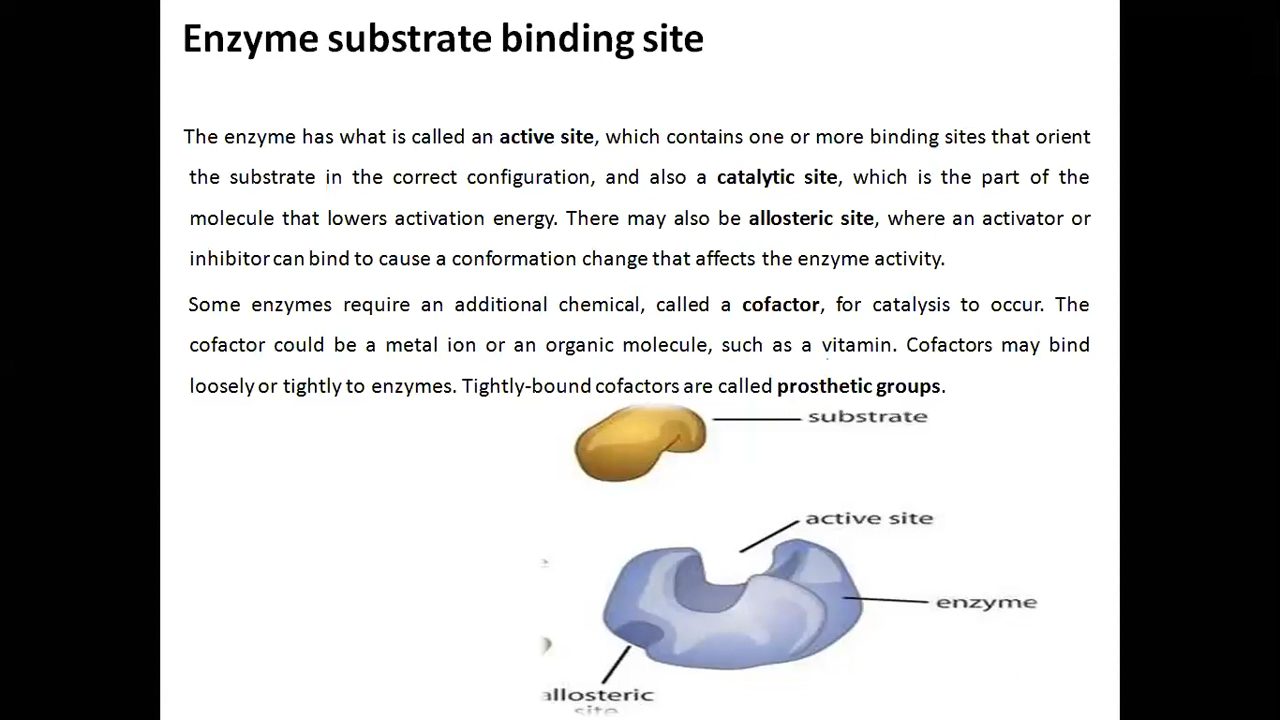 Enzyme substrate binding site
The enzyme has what is called an active site, which contains one or more binding sites that orient
the substrate in the correct configuration, and also a catalytic site, which is the part of the
molecule that lowers activation energy. There may also be allosteric site, where an activator or
inhibitor can bind to cause a conformation change that affects the enzyme activity.
Some enzymes require an additional chemical, called a cofactor, for catalysis to occur. The
cofactor could be a metal ion or an organic molecule, such as a vitamin. Cofactors may bind
loosely or tightly to enzymes. Tightly-bound cofactors are called prosthetic groups.
substrate
active site
enzyme
allosteric
site